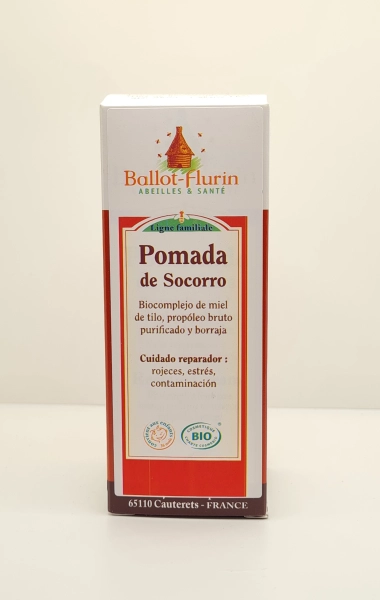 Ballot-Flurin
ABEILLES & SANTÉ
Ligne familiale
Pomada
de Socorro
Biocomplejo de miel
de tilo, propóleo bruto
purificado y borraja
Cuidado reparador :
rojeces, estrés,
contaminación
COSMETIQUE
BIO
65110 Cauterets - FRANCE